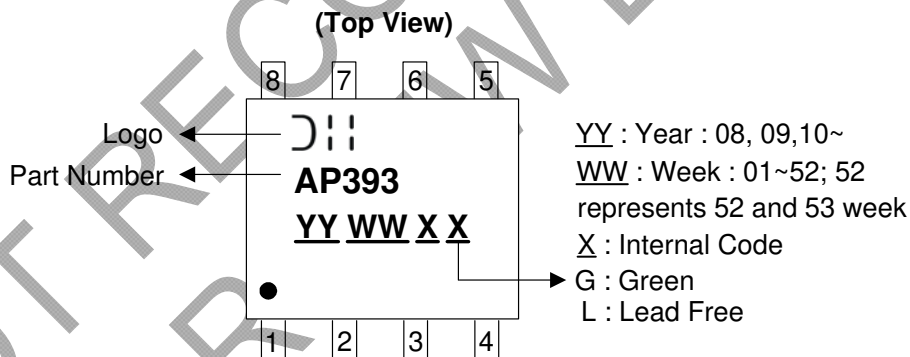 (Top View)
8 7 6 5
Logo
Part Number
AP393
YY WW X X
YY : Year : 08, 09,10~
WW : Week : 01~52; 52
represents 52 and 53 week
X : Internal Code
G : Green
L : Lead Free
1 2 3 4